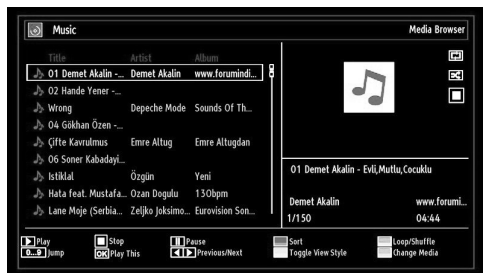 Music Media Browser
Title Artist Album
01 Demet Akalin -... Demet Akalin www.forumindi...
02 Hande Yener -...
Wrong Depeche Mode Sounds Of Th...
04 Gökhan Özen -...
Çifte Kavrulmus Emre Altug Emre Altugdan
06 Soner Kabadayi...
Istiklal Özgün Yeni
Hata feat. Mustafa... Ozan Dogulu 130bpm
Lane Moje (Serbia... Zeljko Joksimo... Eurovision Son...
01 Demet Akalin - Evli,Mutlu,Cocuklu
Demet Akalin www.forumi...
1/150 04:44
Play Stop Pause Sort Loop/Shuffle
0...9 Jump OK Play This Previous/Next Toggle View Style Change Media